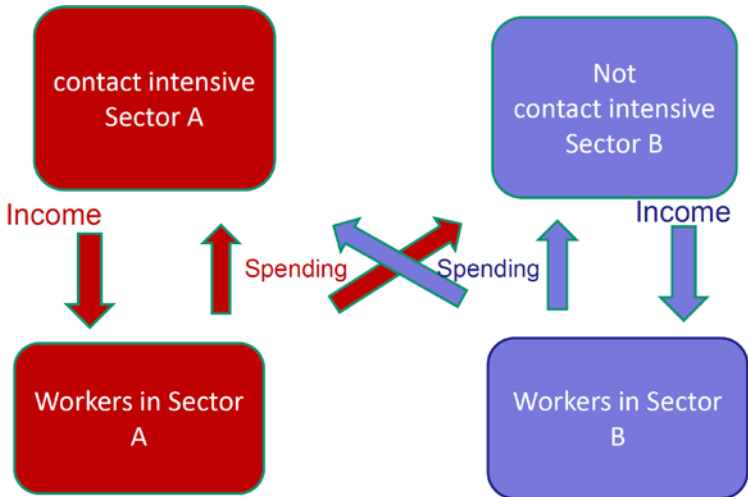 contact intensive
Sector A
Not
contact intensive
Sector B
Income
Income
Spending
Spending
Workers in Sector
A
Workers in Sector
B